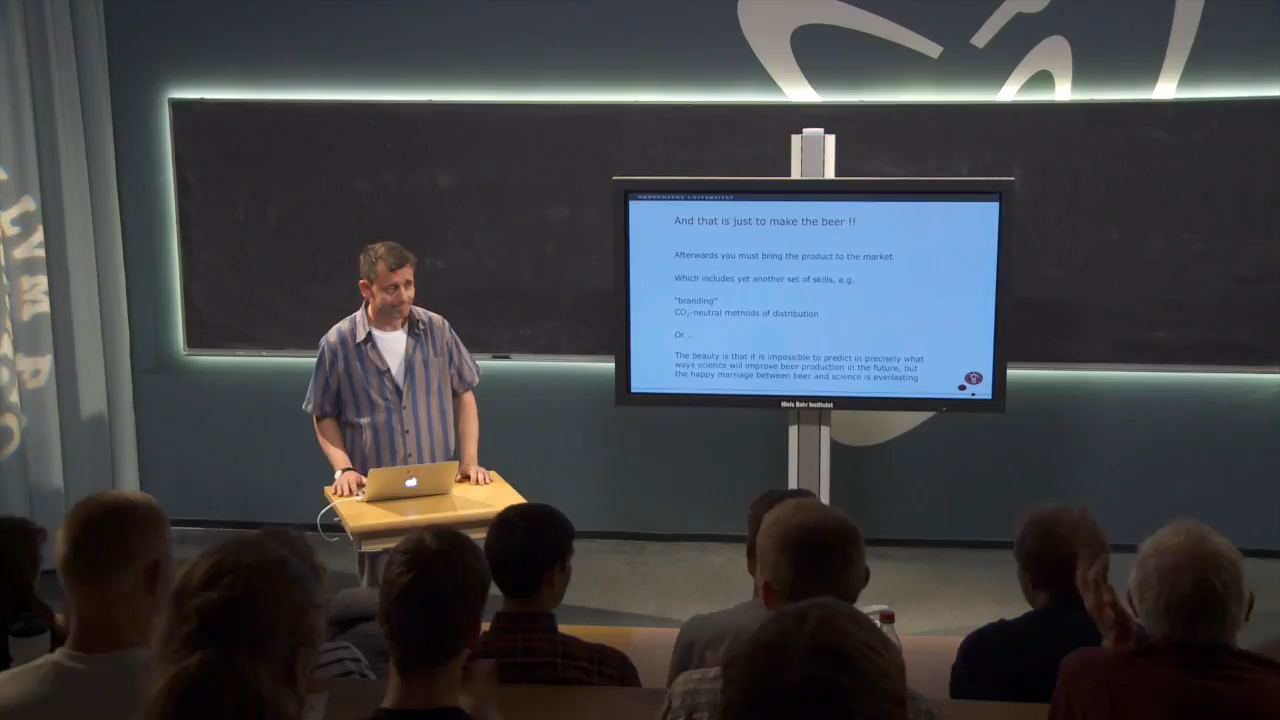 KØBENHAVNS UNIVERSITET
And that is just to make the beer !!
Afterwards you must bring the product to the market
Which includes yet another set of skills, e.g.
"branding"
CO₂-neutral methods of distribution
Or...
The beauty is that it is impossible to predict in precisely what
ways science will improve beer production in the future, but
the happy marriage between beer and science is everlasting
Niels Bohr Institutet